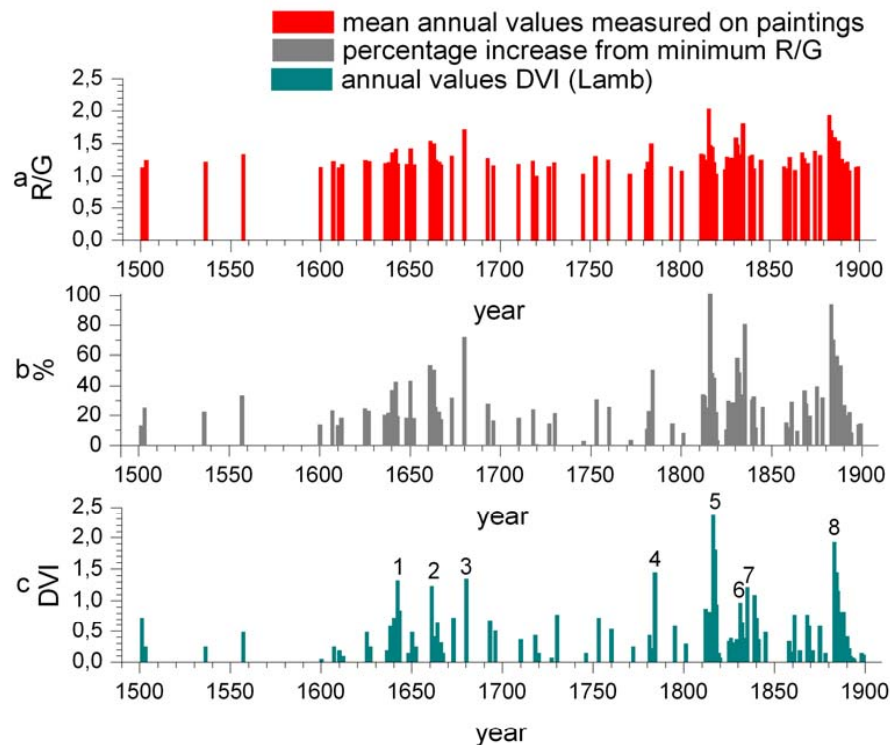 mean annual values measured on paintings
percentage increase from minimum R/G
annual values DVI (Lamb)
a
R/G
2,5
2,0
1,5
1,0
0,5
0,0
1500 1550 1600 1650 1700 1750 1800 1850 1900
year
b
%
100
80
60
40
20
0
1500 1550 1600 1650 1700 1750 1800 1850 1900
year
c
DVI
2,5
2,0
1,5
1,0
0,5
0,0
1 2 3 4 5 6 7 8
1500 1550 1600 1650 1700 1750 1800 1850 1900
year